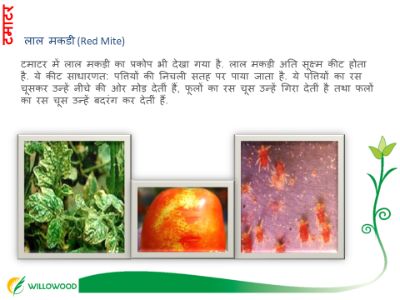 टमाटर
लाल मकडी (Red Mite)
टमाटर में लाल मकड़ी का प्रकोप भी देखा गया है. लाल मकड़ी अति सूक्ष्म कीट होता
है. ये कीट साधारणत: पत्तियों की निचली सतह पर पाया जाता है. ये पत्तियों का रस
चूसकर उन्हें नीचे की ओर मोड देती हैं, फूलों का रस चूस उन्हें गिरा देती है तथा फलों
का रस चूस उन्हें बदरंग कर देतीं हैं.
WILLOWOOD